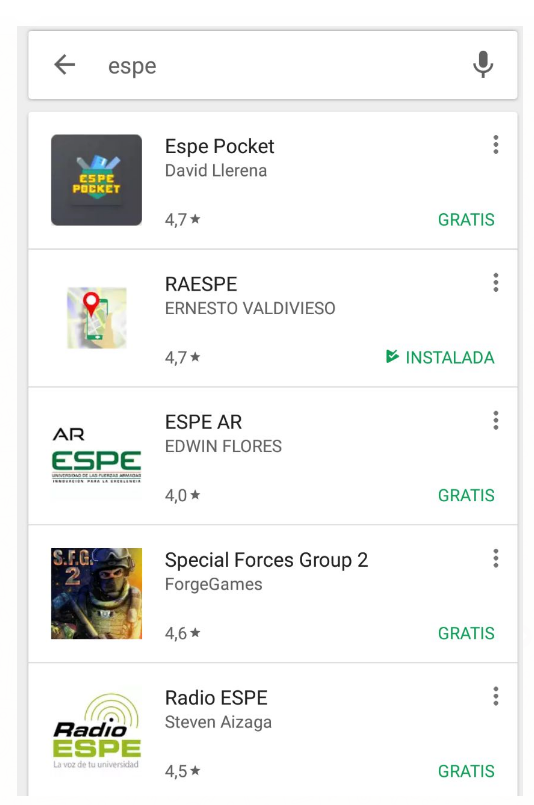 espe
ESPE
POCKET
Espe Pocket
David Llerena
4,7
GRATIS
RAESPE
ERNESTO VALDIVIESO
4,7
INSTALADA
AR
ESPE
UNIVERSIDAD DE LAS FUERZAS ARMADAS
INNOVACIÓN PARA LA EXCELENCIA
ESPE AR
EDWIN FLORES
4,0
GRATIS
S.F.G.
2
Special Forces Group 2
ForgeGames
4,6
GRATIS
Radio
ESPE
La voz de tu universidad
Radio ESPE
Steven Aizaga
4,5
GRATIS